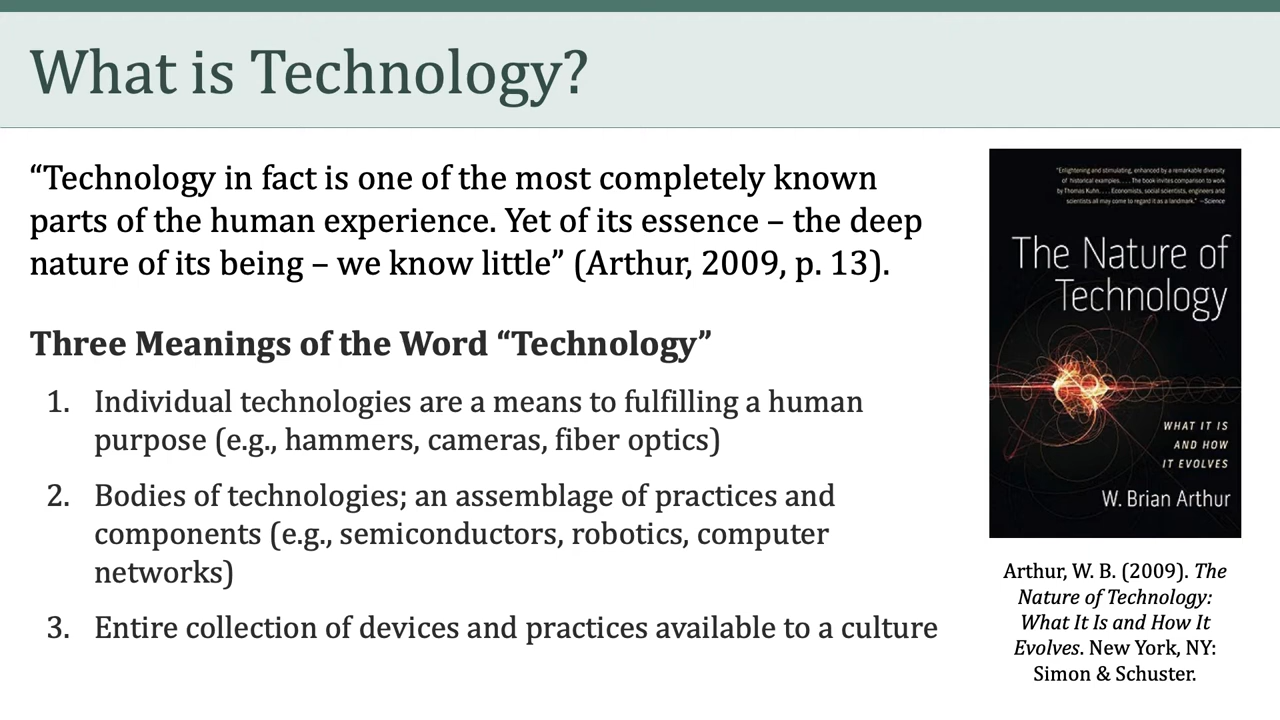 What is Technology?
“Technology in fact is one of the most completely known
parts of the human experience. Yet of its essence – the deep
nature of its being – we know little” (Arthur, 2009, p. 13).
Three Meanings of the Word “Technology”
1. Individual technologies are a means to fulfilling a human
purpose (e.g., hammers, cameras, fiber optics)
2. Bodies of technologies; an assemblage of practices and
components (e.g., semiconductors, robotics, computer
networks)
3. Entire collection of devices and practices available to a culture
"Enlightening and stimulating, enhanced by a remarkable diversity
of historical examples. . . . The book invites comparison to work
by Thomas Kuhn. . . . Economists, social scientists, engineers and
scientists all may come to regard it as a landmark." —Science
The Nature of
Technology
WHAT IT IS
AND HOW
IT EVOLVES
W. Brian Arthur
Arthur, W. B. (2009). The
Nature of Technology:
What It Is and How It
Evolves. New York, NY:
Simon & Schuster.